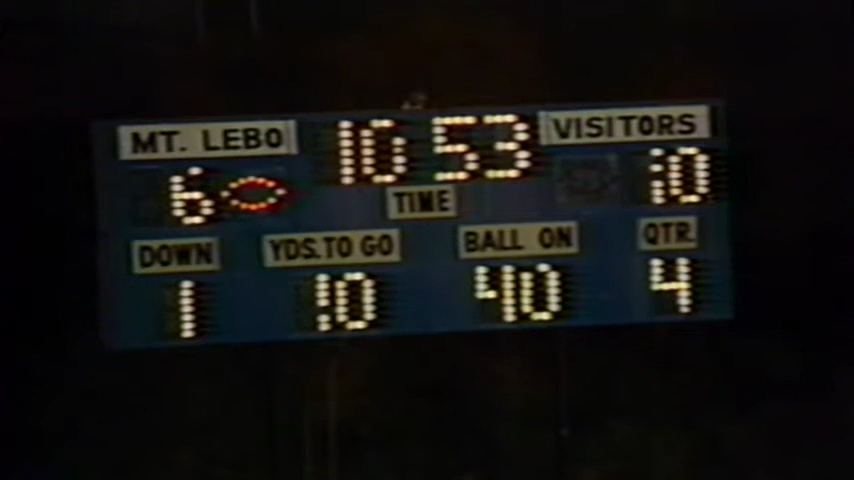 MT. LEBO 10 53 VISITORS
6 TIME 10
DOWN YDS.TO GO BALL ON QTR.
1 10 40 4